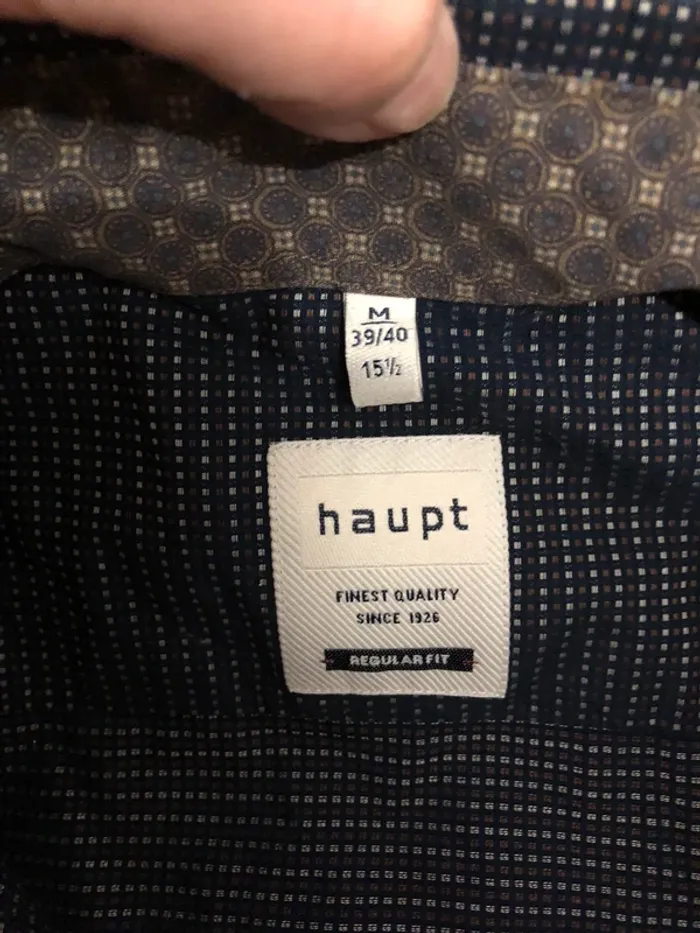 M
39/40
15½
haupt
FINEST QUALITY
SINCE 1926
REGULAR FIT